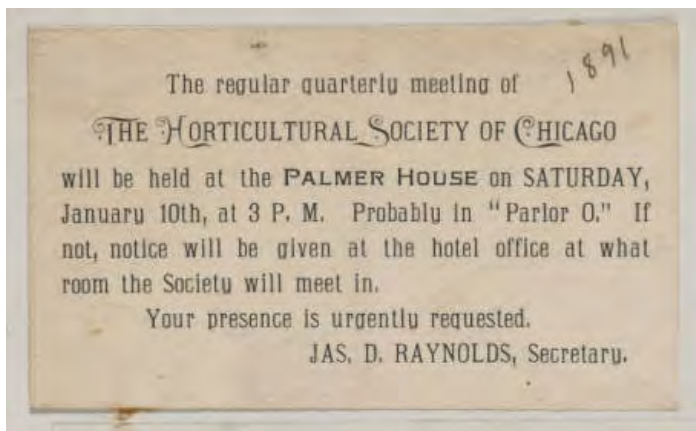 1891
The regular quarterly meeting of
THE HORTICULTURAL SOCIETY OF CHICAGO
will be held at the PALMER HOUSE on SATURDAY,
January 10th, at 3 P. M. Probably in "Parlor O." If
not, notice will be given at the hotel office at what
room the Society will meet in.
Your presence is urgently requested.
JAS. D. RAYNOLDS, Secretary.